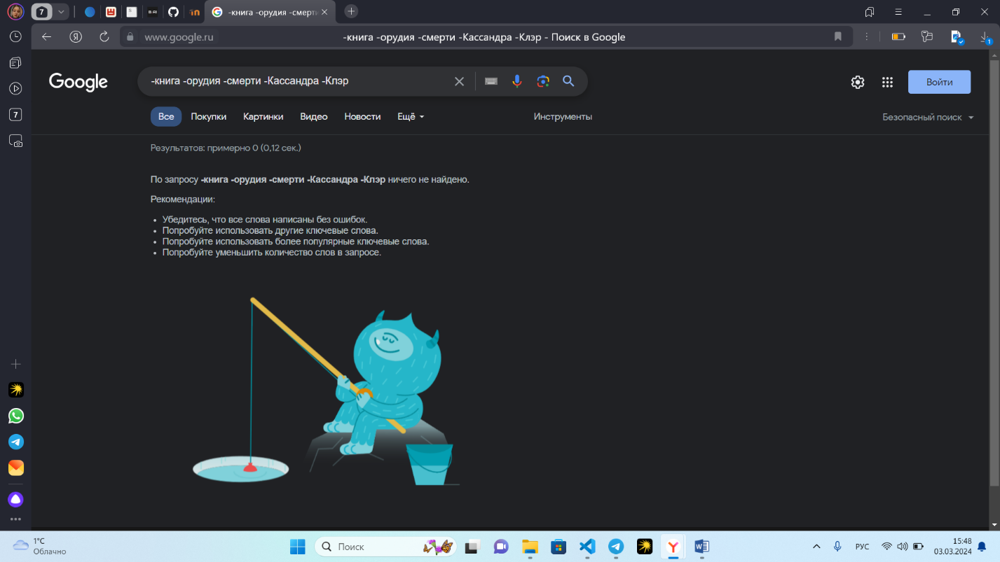 7
-книга -орудия -смерти
www.google.ru
-книга -орудия -смерти -Кассандра -Клэр - Поиск в Google
1
7
Google
-книга -орудия -смерти -Кассандра -Клэр
Войти
Все Покупки Картинки Видео Новости Ещё Инструменты
Безопасный поиск
Результатов: примерно 0 (0,12 сек.)
По запросу -книга -орудия -смерти -Кассандра -Клэр ничего не найдено.
Рекомендации:
Убедитесь, что все слова написаны без ошибок.
Попробуйте использовать другие ключевые слова.
Попробуйте использовать более популярные ключевые слова.
Попробуйте уменьшить количество слов в запросе.
1°C
Облачно
Поиск
РУС
15:48
03.03.2024